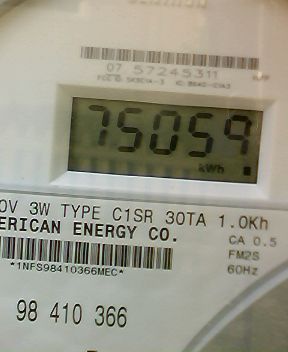 07 57245311
75059
kWh
0V 3W TYPE C1SR 30TA 1.0Kh
ERICAN ENERGY CO.
CA 0.5
FM2S
60Hz
*1NFS98410366MEC*
98 410 366